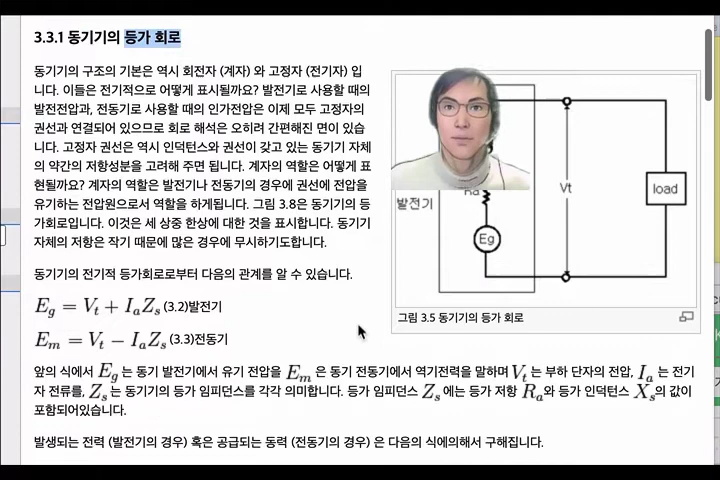 3.3.1 동기기의 등가 회로
동기기의 구조의 기본은 역시 회전자 (계자) 와 고정자 (전기자) 입
니다. 이들은 전기적으로 어떻게 표시될까요? 발전기로 사용할 때의
발전전압과, 전동기로 사용할 때의 인가전압은 이제 모두 고정자의
권선과 연결되어 있으므로 회로 해석은 오히려 간편해진 면이 있습
니다. 고정자 권선은 역시 인덕턴스와 권선이 갖고 있는 동기기 자체
의 약간의 저항성분을 고려해 주면 됩니다. 계자의 역할은 어떻게 표
현될까요? 계자의 역할은 발전기나 전동기의 경우에 권선에 전압을
유기하는 전압원으로서 역할을 하게됩니다. 그림 3.8은 동기기의 등
가회로입니다. 이것은 세 상중 한상에 대한 것을 표시합니다. 동기기
자체의 저항은 작기 때문에 많은 경우에 무시하기도합니다.
Ra
발전기
Eg
Vt
load
그림 3.5 동기기의 등가 회로
동기기의 전기적 등가회로로부터 다음의 관계를 알 수 있습니다.
E_g = V_t + I_a Z_s (3.2)발전기
E_m = V_t − I_a Z_s (3.3)전동기
앞의 식에서 E_g 는 동기 발전기에서 유기 전압을 E_m 은 동기 전동기에서 역기전력을 말하며 V_t 는 부하 단자의 전압, I_a 는 전기
자 전류를, Z_s 는 동기기의 등가 임피던스를 각각 의미합니다. 등가 임피던스 Z_s 에는 등가 저항 R_a 와 등가 인덕턴스 X_s 의 값이
포함되어있습니다.
발생되는 전력 (발전기의 경우) 혹은 공급되는 동력 (전동기의 경우) 은 다음의 식에의해서 구해집니다.